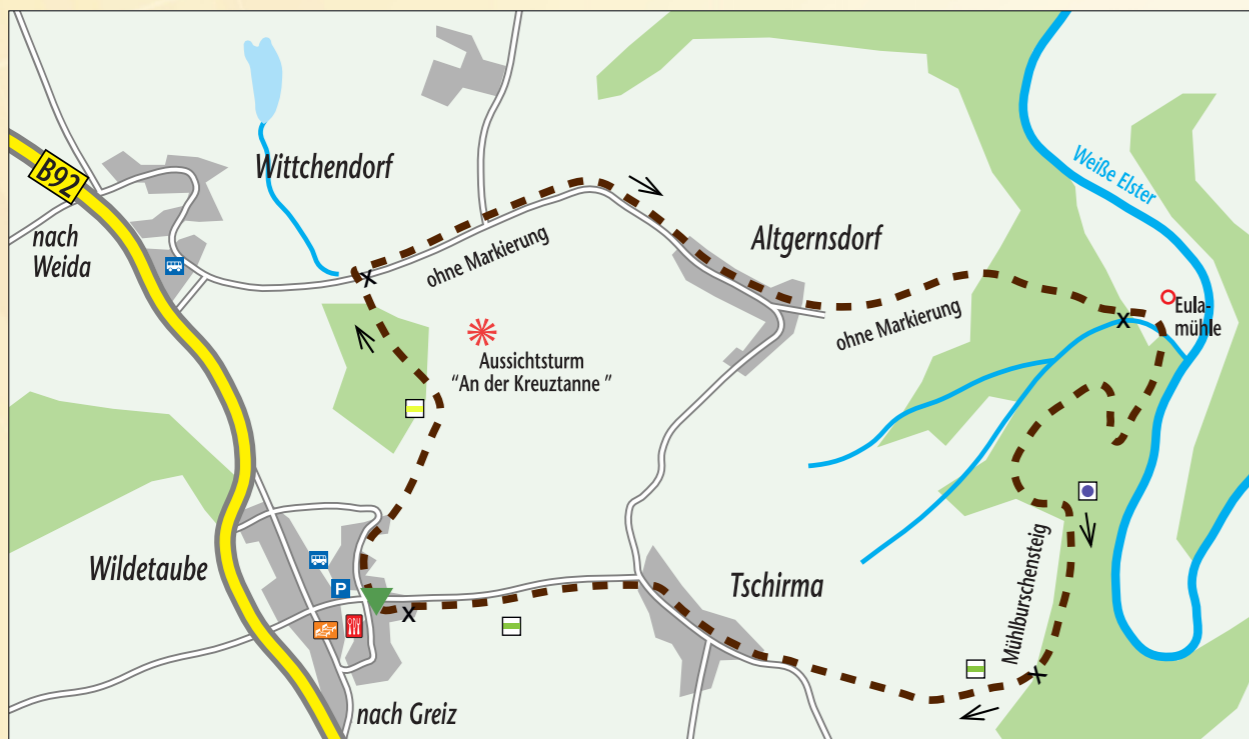 B92
Wittchendorf
nach
Weida
ohne Markierung
Altgernsdorf
Weiße Elster
ohne Markierung
Eula-
mühle
x
x
Aussichtsturm
"An der Kreuztanne "
Wildetaube
P
x
Tschirma
Mühlburschensteig
x
nach Greiz